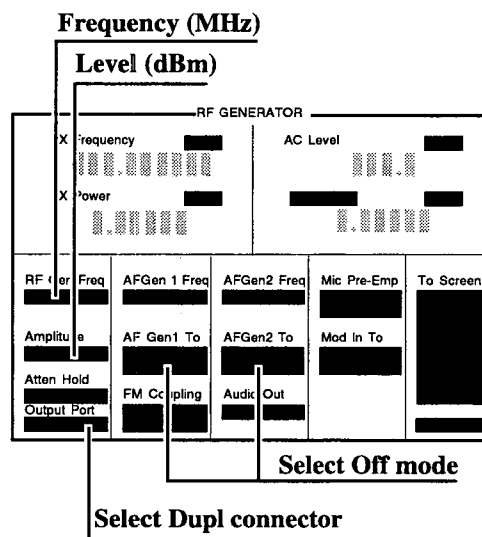 Frequency (MHz)
Level (dBm)
RF GENERATOR
X Frequency
AC Level
X Power
RF Gen Freq
AFGen 1 Freq
AFGen2 Freq
Mic Pre-Emp
To Screen
Amplitude
AF Gen1 To
AFGen2 To
Mod In To
Atten Hold
FM Coupling
Audio Out
Output Port
Select Off mode
Select Dupl connector